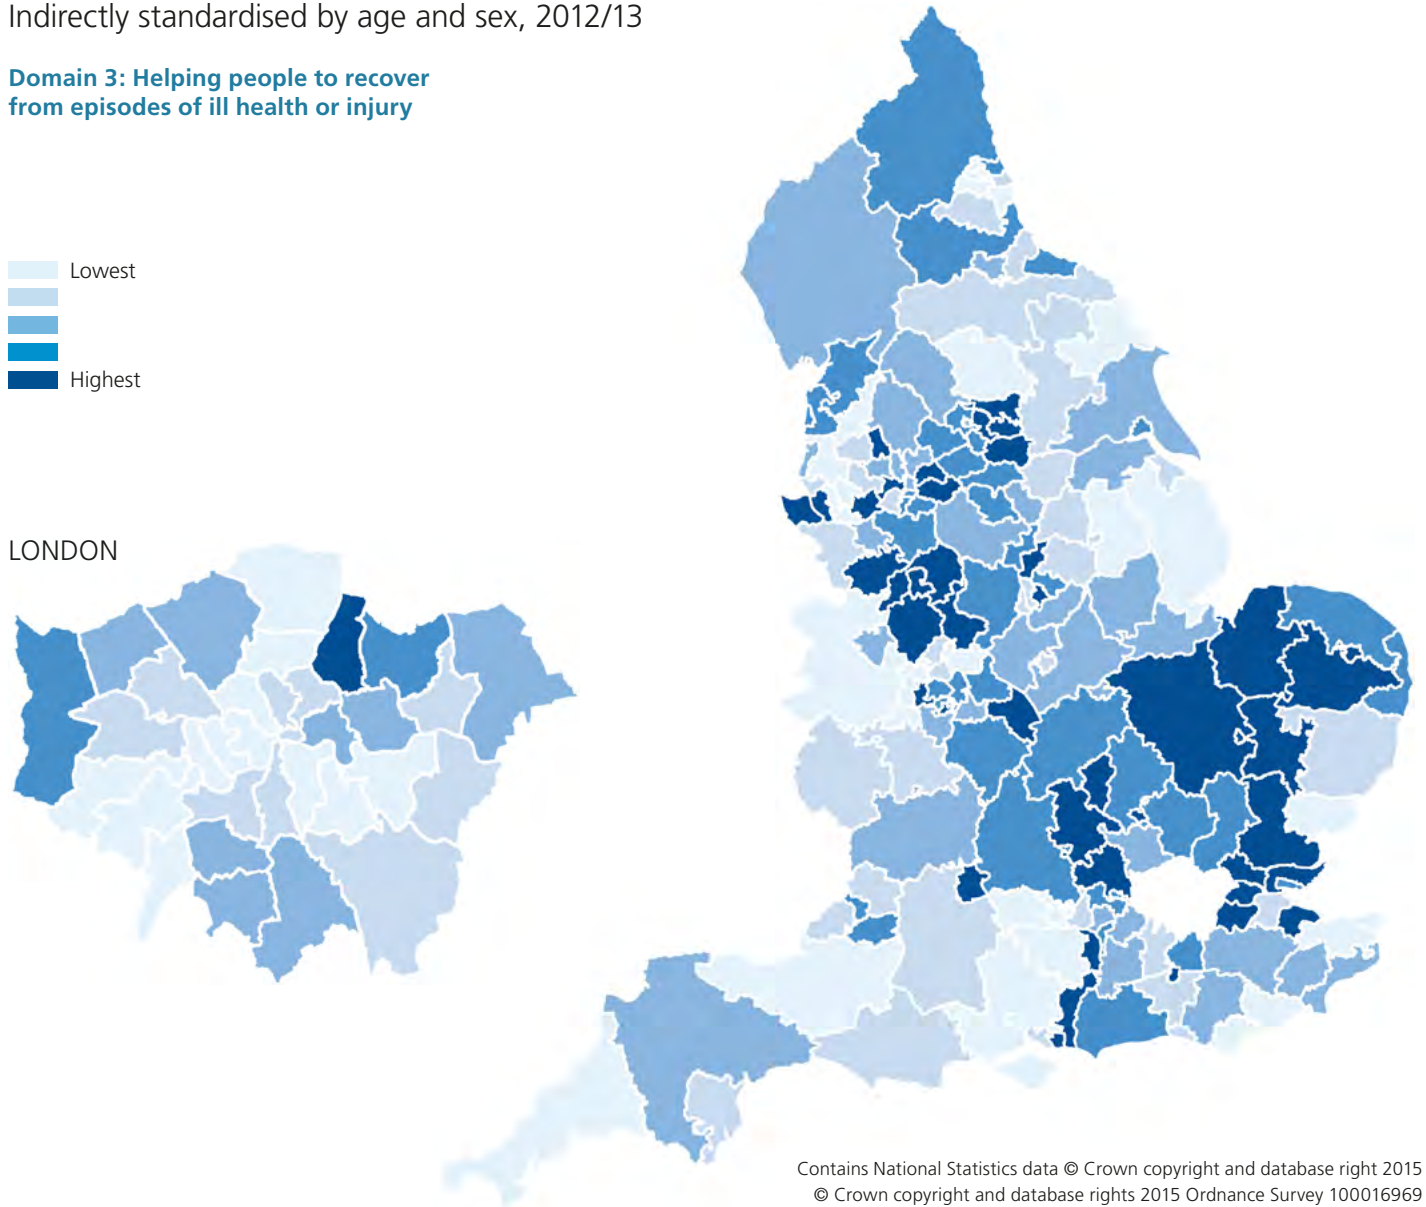 Indirectly standardised by age and sex, 2012/13
Domain 3: Helping people to recover
from episodes of ill health or injury
Lowest
Highest
LONDON
Contains National Statistics data © Crown copyright and database right 2015
© Crown copyright and database rights 2015 Ordnance Survey 100016969